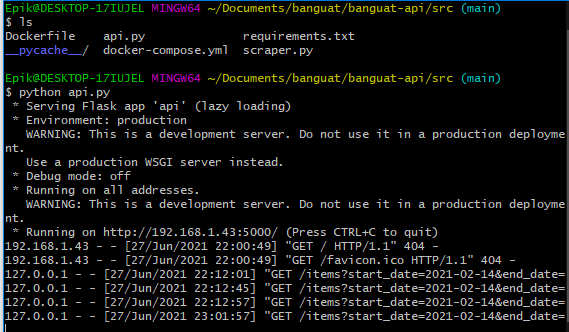 Epik@DESKTOP-17IUJEL MINGW64 ~/Documents/banguat/banguat-api/src (main)
$ ls
Dockerfile api.py requirements.txt
__pycache__/ docker-compose.yml scraper.py
Epik@DESKTOP-17IUJEL MINGW64 ~/Documents/banguat/banguat-api/src (main)
$ python api.py
* Serving Flask app 'api' (lazy loading)
* Environment: production
WARNING: This is a development server. Do not use it in a production deployme
nt.
Use a production WSGI server instead.
* Debug mode: off
* Running on all addresses.
WARNING: This is a development server. Do not use it in a production deployme
nt.
* Running on http://192.168.1.43:5000/ (Press CTRL+C to quit)
192.168.1.43 - - [27/Jun/2021 22:00:49] "GET / HTTP/1.1" 404 -
192.168.1.43 - - [27/Jun/2021 22:00:49] "GET /favicon.ico HTTP/1.1" 404 -
127.0.0.1 - - [27/Jun/2021 22:12:01] "GET /items?start_date=2021-02-14&end_date=
127.0.0.1 - - [27/Jun/2021 22:12:45] "GET /items?start_date=2021-02-14&end_date=
127.0.0.1 - - [27/Jun/2021 22:12:57] "GET /items?start_date=2021-02-14&end_date=
127.0.0.1 - - [27/Jun/2021 23:01:57] "GET /items?start_date=2021-02-14&end_date=